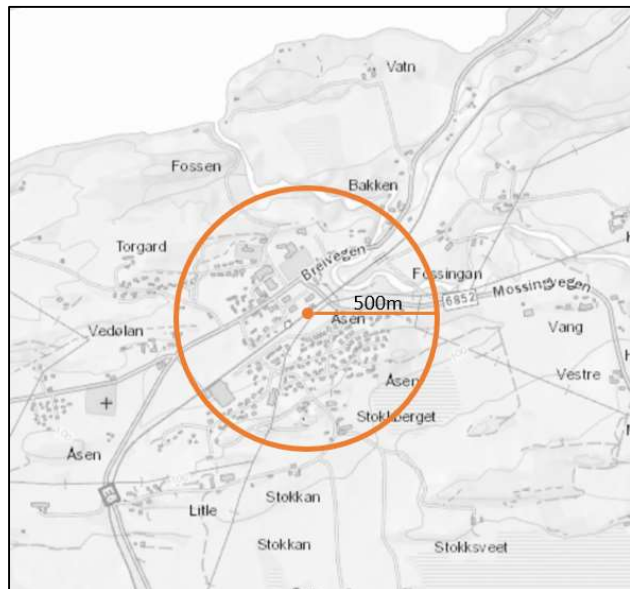 Vatn
Fossen
Bakken
Torgard
Breivegen
Fossingan
Mossingvegen
6852
500m
Åsen
Vedølan
Vang
Åsen
Vestre
Stokkberget
Åsen
Stokkan
Litle
Stokkan
Stokksveet